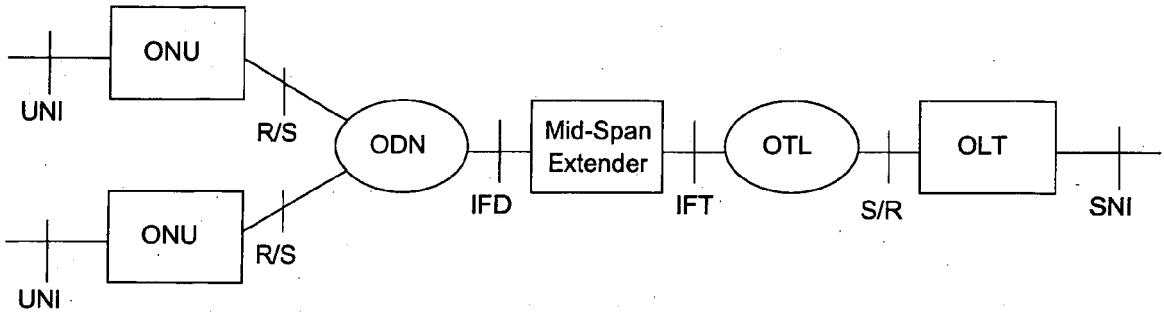 ONU
UNI
R/S
ODN
IFD
Mid-Span
Extender
IFT
OTL
S/R
OLT
SNI
ONU
UNI
R/S